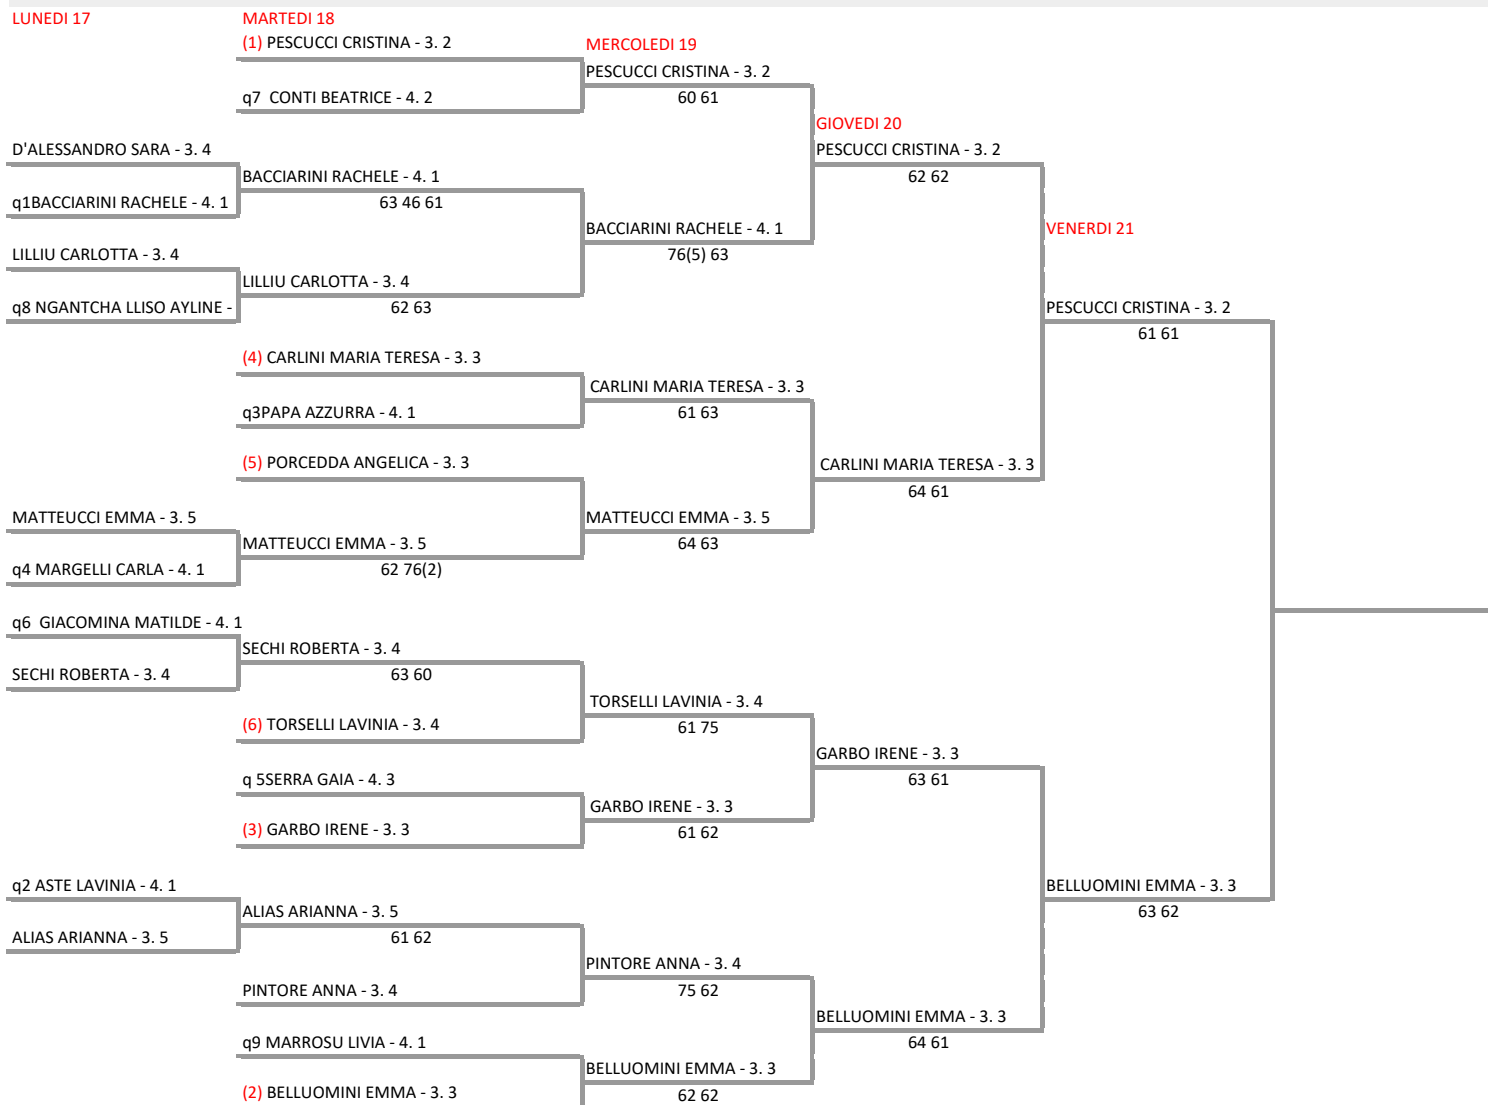 LUNEDI 17
MARTEDI 18
(1) PESCUCCI CRISTINA - 3. 2
MERCOLEDI 19
PESCUCCI CRISTINA - 3. 2
q7  CONTI BEATRICE - 4. 2
60 61
GIOVEDI 20
D'ALESSANDRO SARA - 3. 4
PESCUCCI CRISTINA - 3. 2
BACCIARINI RACHELE - 4. 1
62 62
q1BACCIARINI RACHELE - 4. 1
63 46 61
BACCIARINI RACHELE - 4. 1
VENERDI 21
LILLIU CARLOTTA - 3. 4
76(5) 63
LILLIU CARLOTTA - 3. 4
q8 NGANTCHA LLISO AYLINE -
62 63
PESCUCCI CRISTINA - 3. 2
61 61
(4) CARLINI MARIA TERESA - 3. 3
CARLINI MARIA TERESA - 3. 3
q3PAPA AZZURRA - 4. 1
61 63
(5) PORCEDDA ANGELICA - 3. 3
CARLINI MARIA TERESA - 3. 3
64 61
MATTEUCCI EMMA - 3. 5
MATTEUCCI EMMA - 3. 5
MATTEUCCI EMMA - 3. 5
64 63
q4 MARGELLI CARLA - 4. 1
62 76(2)
q6  GIACOMINA MATILDE - 4. 1
SECHI ROBERTA - 3. 4
SECHI ROBERTA - 3. 4
63 60
TORSELLI LAVINIA - 3. 4
(6) TORSELLI LAVINIA - 3. 4
61 75
GARBO IRENE - 3. 3
q 5SERRA GAIA - 4. 3
63 61
GARBO IRENE - 3. 3
(3) GARBO IRENE - 3. 3
61 62
q2 ASTE LAVINIA - 4. 1
BELLUOMINI EMMA - 3. 3
ALIAS ARIANNA - 3. 5
63 62
ALIAS ARIANNA - 3. 5
61 62
PINTORE ANNA - 3. 4
PINTORE ANNA - 3. 4
75 62
BELLUOMINI EMMA - 3. 3
q9 MARROSU LIVIA - 4. 1
64 61
BELLUOMINI EMMA - 3. 3
(2) BELLUOMINI EMMA - 3. 3
62 62